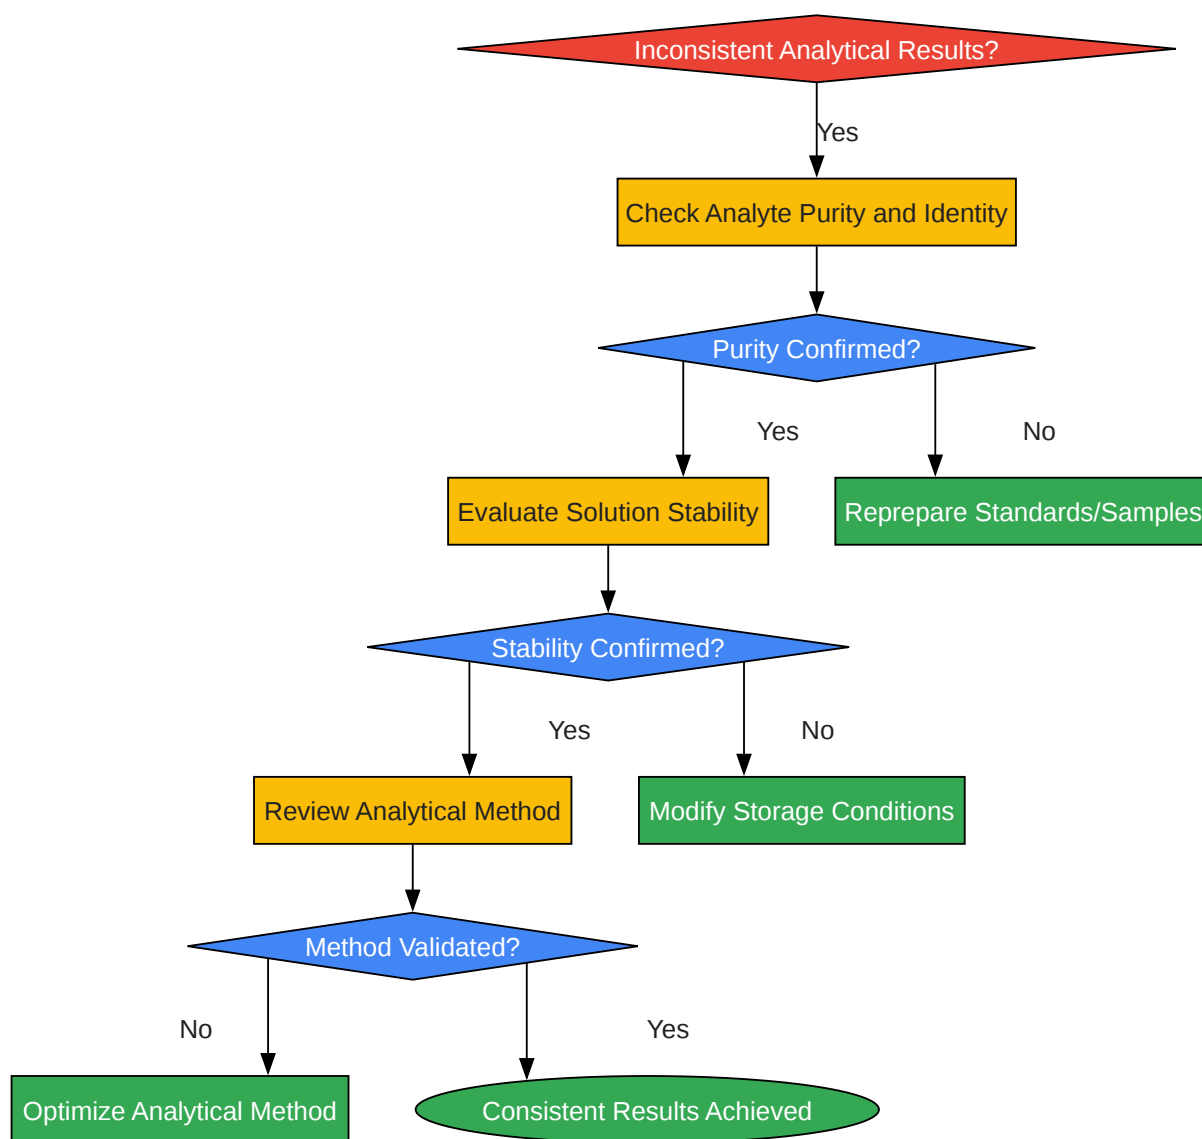 Inconsistent Analytical Results?
Yes
Check Analyte Purity and Identity
Purity Confirmed?
Yes
No
Evaluate Solution Stability
Reprepare Standards/Samples
Stability Confirmed?
Yes
No
Review Analytical Method
Modify Storage Conditions
Method Validated?
No
Yes
Optimize Analytical Method
Consistent Results Achieved